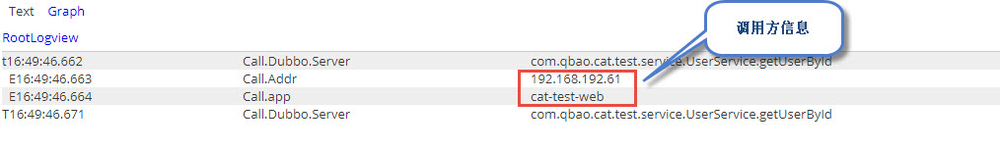 Text Graph
调用方信息
RootLogview
t16:49:46.662 Call.Dubbo.Server com.qbao.cat.test.service.UserService.getUserById
E16:49:46.663 Call.Addr 192.168.192.61
E16:49:46.664 Call.app cat-test-web
T16:49:46.671 Call.Dubbo.Server com.qbao.cat.test.service.UserService.getUserById